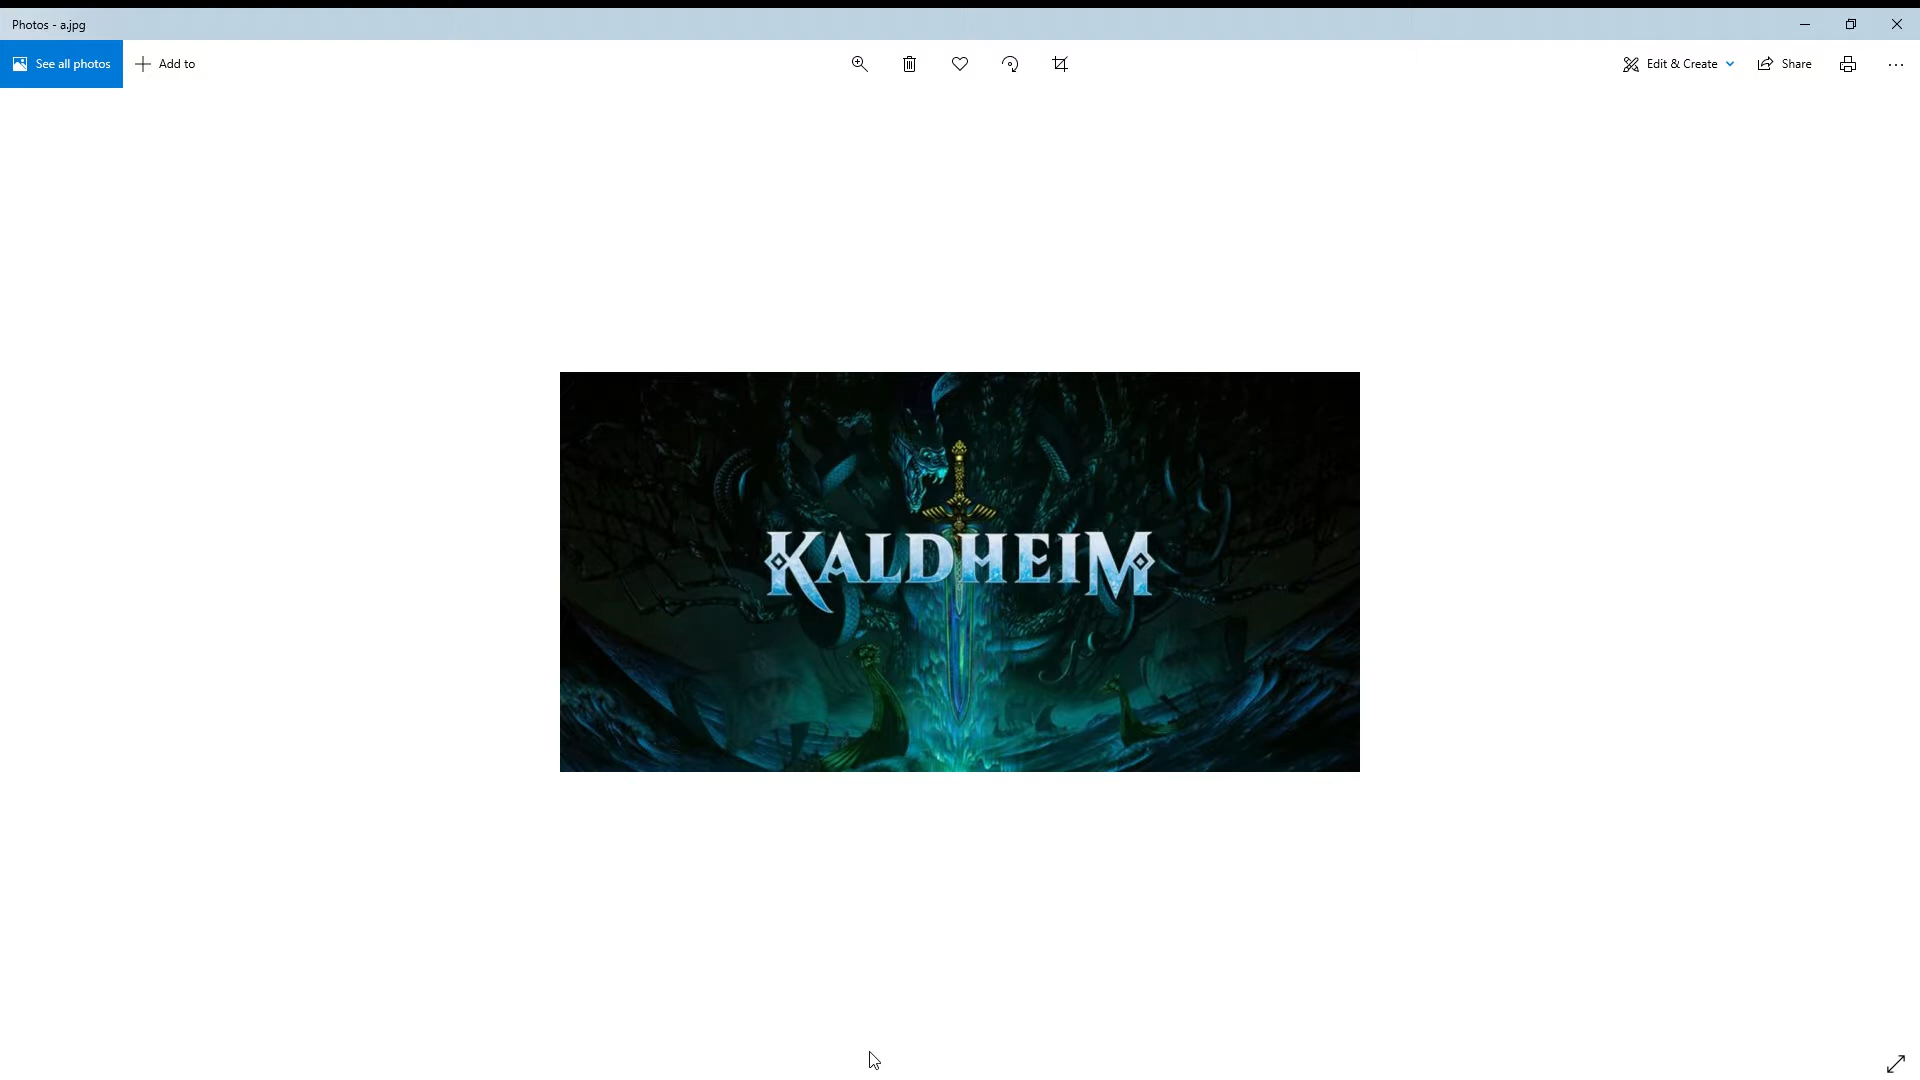 Photos - a.jpg
See all photos
Add to
Edit & Create
Share
KALDHEIM